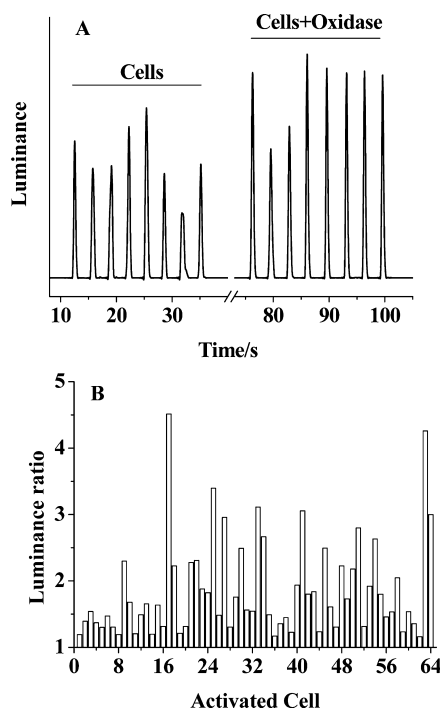 A
Cells
Cells+Oxidase
Luminance
10 20 30 80 90 100
Time/s
B
5
4
3
2
1
Luminance ratio
0 8 16 24 32 40 48 56 64
Activated Cell